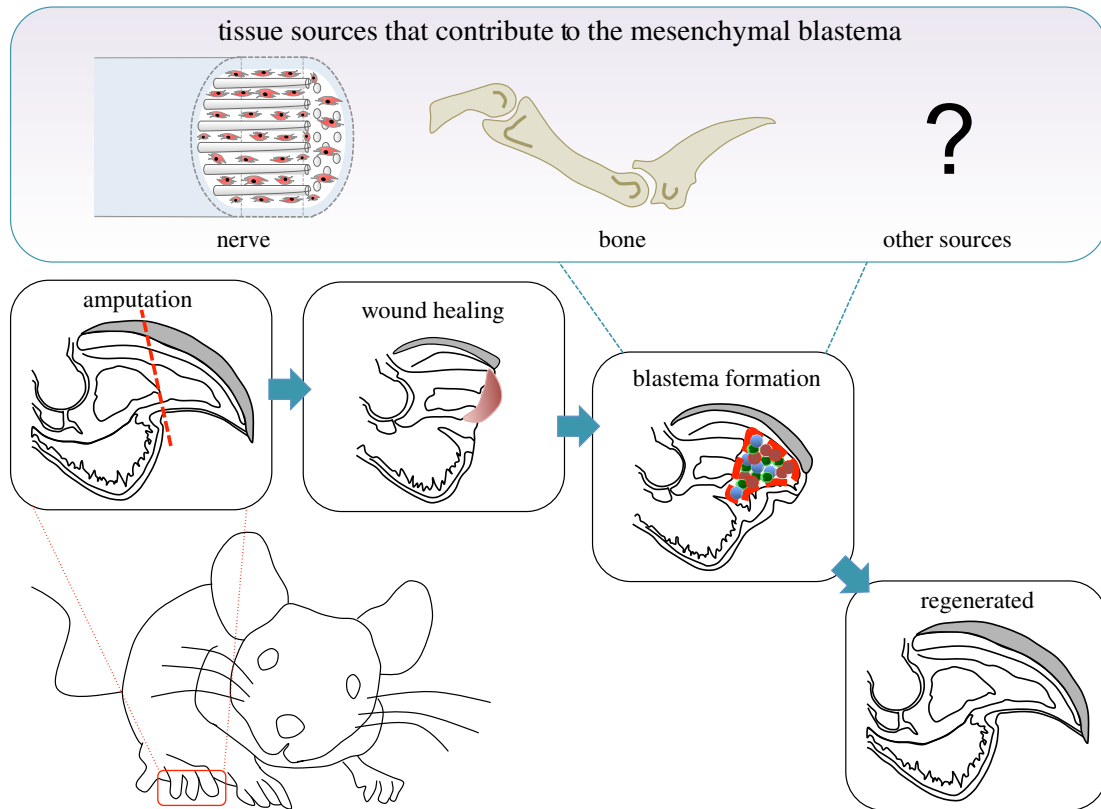 tissue sources that contribute to the mesenchymal blastema
?
nerve
bone
other sources
amputation
wound healing
blastema formation
regenerated